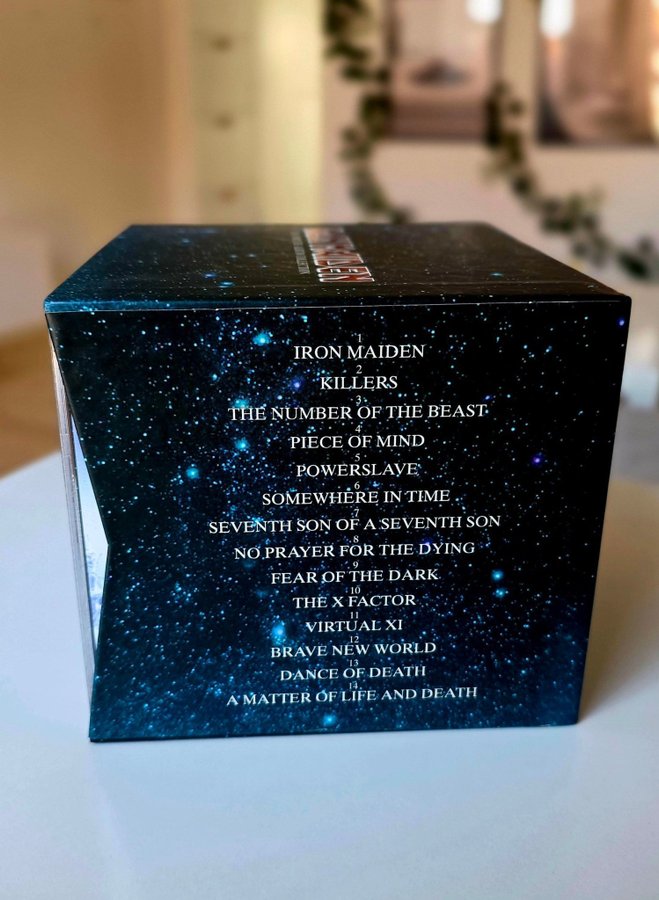 IRON MAIDEN
1
IRON MAIDEN
2
KILLERS
3
THE NUMBER OF THE BEAST
4
PIECE OF MIND
5
POWERSLAVE
6
SOMEWHERE IN TIME
7
SEVENTH SON OF A SEVENTH SON
8
NO PRAYER FOR THE DYING
9
FEAR OF THE DARK
10
THE X FACTOR
11
VIRTUAL XI
12
BRAVE NEW WORLD
13
DANCE OF DEATH
14
A MATTER OF LIFE AND DEATH